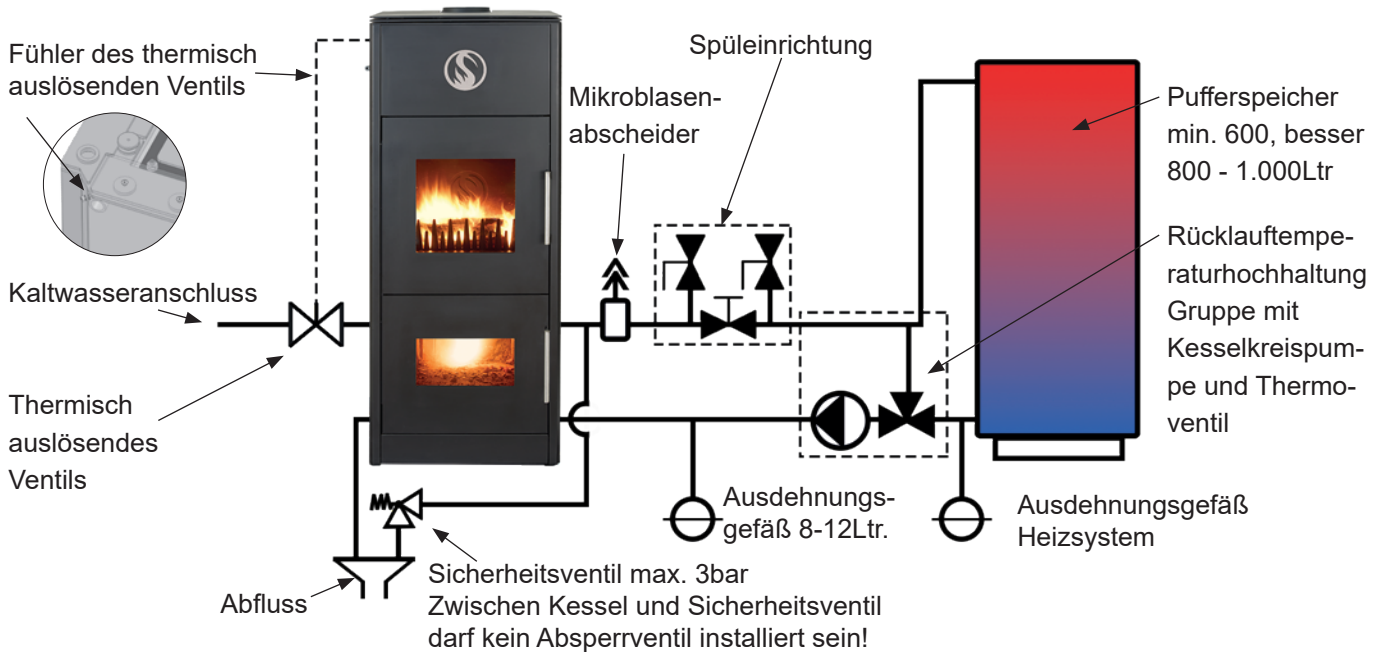 Fühler des thermisch
auslösenden Ventils
Spüleinrichtung
Mikroblasen-
abscheider
Pufferspeicher
min. 600, besser
800 - 1.000Ltr
Rücklauftempe-
raturhochhaltung
Gruppe mit
Kesselkreispum-
pe und Thermo-
ventil
Kaltwasseranschluss
Thermisch
auslösendes
Ventils
Ausdehnungs-
gefäß 8-12Ltr.
Ausdehnungsgefäß
Heizsystem
Abfluss
Sicherheitsventil max. 3bar
Zwischen Kessel und Sicherheitsventil
darf kein Absperrventil installiert sein!